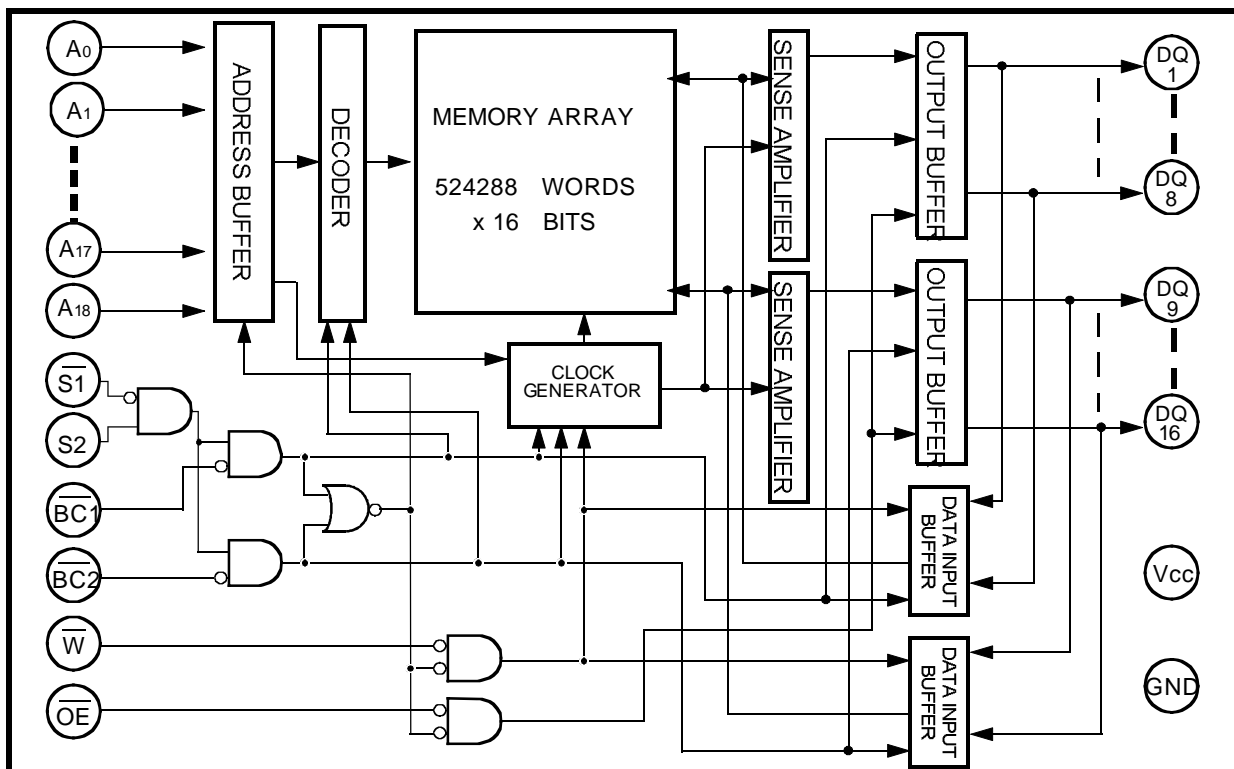 A0
A1
A17
A18
S1
S2
BC1
BC2
W
OE
ADDRESS BUFFER
DECODER
MEMORY ARRAY
524288 WORDS
x 16 BITS
CLOCK
GENERATOR
SENSE AMPLIFIER
SENSE AMPLIFIER
OUTPUT BUFFER
OUTPUT BUFFER
DATA INPUT
BUFFER
DATA INPUT
BUFFER
DQ
1
DQ
8
DQ
9
DQ
16
Vcc
GND